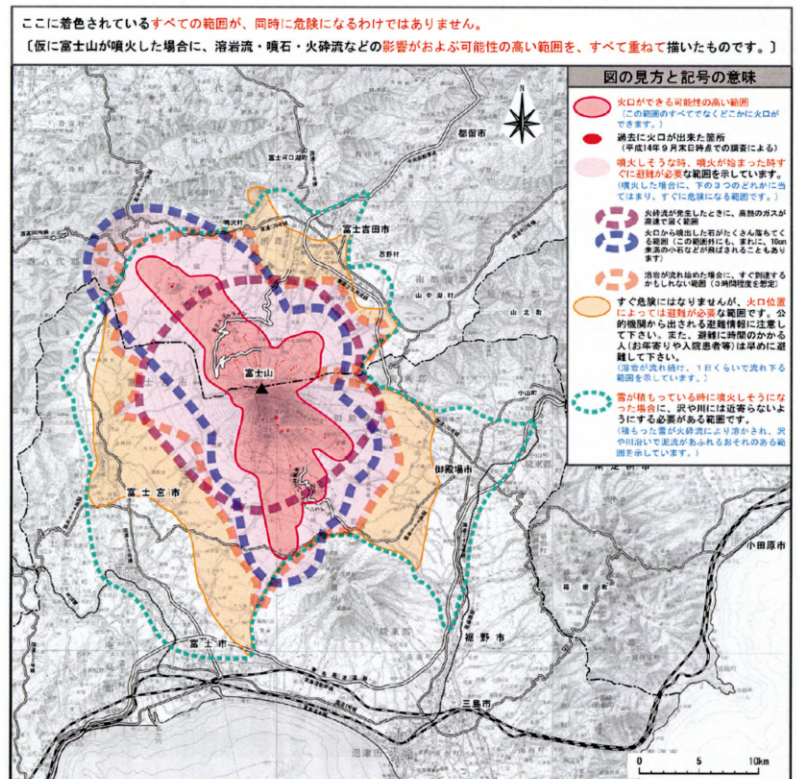 ここに着色されているすべての範囲が、同時に危険になるわけではありません。
〔仮に富士山が噴火した場合に、溶岩流・噴石・火砕流などの影響がおよぶ可能性の高い範囲を、すべて重ねて描いたものです。〕
図の見方と記号の意味
火口ができる可能性の高い範囲
(この範囲のすべてでなくどこかに火口が
できます。)
過去に火口が出来た箇所
(平成14年9月末日時点での調査による)
噴火しそうな時、噴火が始まった時す
ぐに避難が必要な範囲を示しています。
(噴火した場合に、下の3つのどれかに当
てはまり、すぐに危険になる範囲です。)
火砕流が発生したときに、高熱のガスが
高速で届く範囲
火口から噴出した石がたくさん落ちてく
る範囲(この範囲外にも、まれに、10cm
未満の小石などが飛ばされることもあり
ます)
溶岩が流れ始めた場合に、すぐ到達する
かもしれない範囲(3時間程度を想定)
すぐ危険にはなりませんが、火口位置
によっては避難が必要な範囲です。公
的機関から出される避難情報に注意し
て下さい。また、避難に時間のかかる
人(お年寄りや入院患者等)は早めに避
難して下さい。
(溶岩が流れ続け、1日くらいで流れ下る
範囲を示しています。)
雪が積もっている時に噴火しそうにな
った場合に、沢や川には近寄らないよ
うにする必要がある範囲です。
(積もった雪が火砕流により溶かされ、沢
や川沿いで泥流があふれるおそれのある範
囲を示しています。)
N
都留市
富士河口湖町
鳴沢村
富士吉田市
忍野村
山中湖村
山北町
富士山
小山町
御殿場市
富士宮市
小田原市
箱根町
裾野市
富士市
三島市
沼津市
0 5 10km